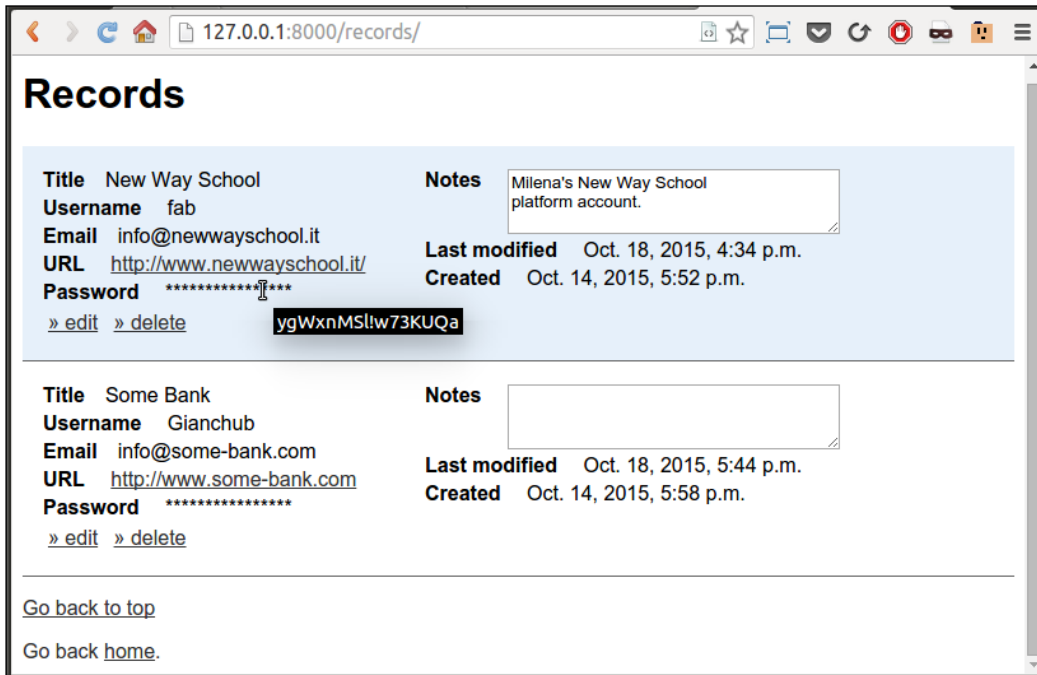 127.0.0.1:8000/records/
Records
Title New Way School
Username fab
Email info@newwayschool.it
URL http://www.newwayschool.it/
Password ****************
» edit » delete
ygWxnMSl!w73KUQa
Notes Milena's New Way School
platform account.
Last modified Oct. 18, 2015, 4:34 p.m.
Created Oct. 14, 2015, 5:52 p.m.
Title Some Bank
Username Gianchub
Email info@some-bank.com
URL http://www.some-bank.com
Password ****************
» edit » delete
Notes
Last modified Oct. 18, 2015, 5:44 p.m.
Created Oct. 14, 2015, 5:58 p.m.
Go back to top
Go back home.